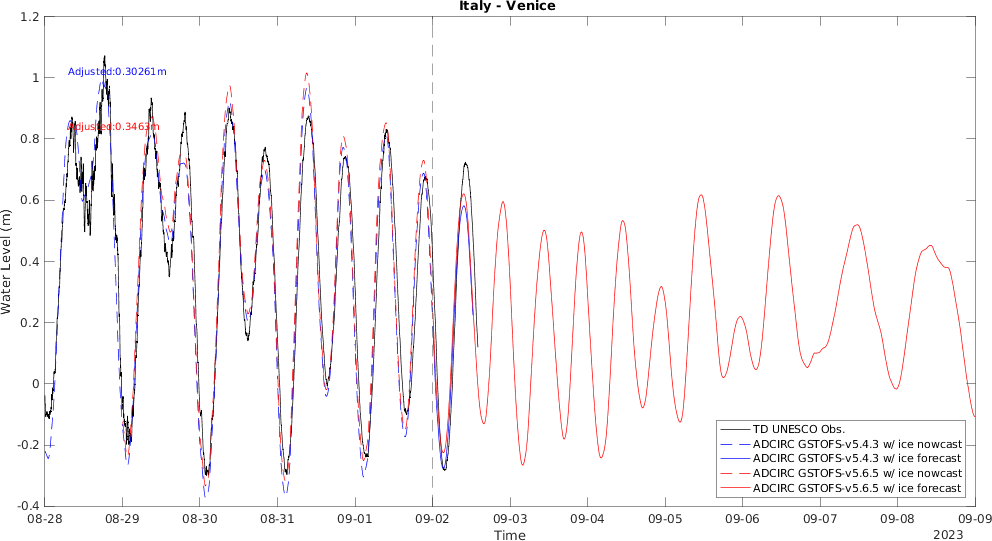 Italy - Venice
1.2
1
0.8
0.6
0.4
0.2
0
-0.2
-0.4
Water Level (m)
Adjusted:0.30261m
Adjusted:0.3463m
TD UNESCO Obs.
ADCIRC GSTOFS-v5.4.3 w/ ice nowcast
ADCIRC GSTOFS-v5.4.3 w/ ice forecast
ADCIRC GSTOFS-v5.6.5 w/ ice nowcast
ADCIRC GSTOFS-v5.6.5 w/ ice forecast
08-28 08-29 08-30 08-31 09-01 09-02 09-03 09-04 09-05 09-06 09-07 09-08 09-09
Time
2023